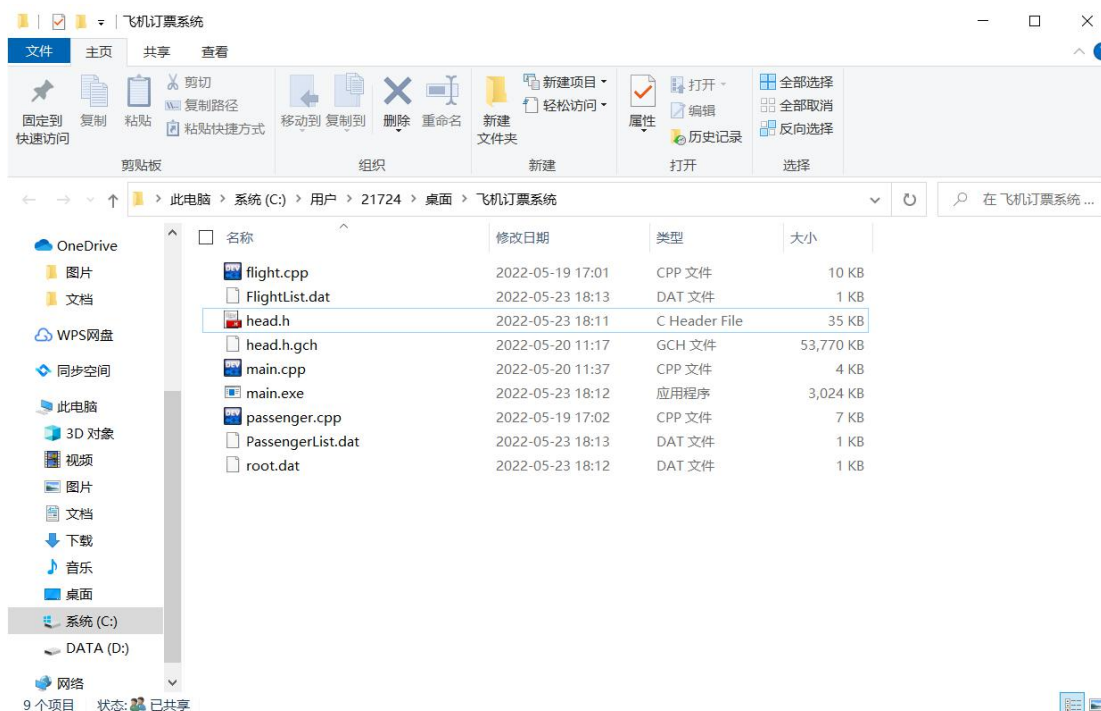 飞机订票系统
文件 主页 共享 查看
固定到
快速访问
复制
粘贴
剪切
复制路径
粘贴快捷方式
移动到 复制到
删除 重命名
新建
文件夹
新建项目
轻松访问
属性
打开
编辑
历史记录
全部选择
全部取消
反向选择
剪贴板 组织 新建 打开 选择
此电脑 > 系统 (C:) > 用户 > 21724 > 桌面 > 飞机订票系统
在 飞机订票系统 ...
OneDrive
图片
文档
WPS网盘
同步空间
此电脑
3D 对象
视频
图片
文档
下载
音乐
桌面
系统 (C:)
DATA (D:)
网络
名称 修改日期 类型 大小
flight.cpp 2022-05-19 17:01 CPP 文件 10 KB
FlightList.dat 2022-05-23 18:13 DAT 文件 1 KB
head.h 2022-05-23 18:11 C Header File 35 KB
head.h.gch 2022-05-20 11:17 GCH 文件 53,770 KB
main.cpp 2022-05-20 11:37 CPP 文件 4 KB
main.exe 2022-05-23 18:12 应用程序 3,024 KB
passenger.cpp 2022-05-19 17:02 CPP 文件 7 KB
PassengerList.dat 2022-05-23 18:13 DAT 文件 1 KB
root.dat 2022-05-23 18:12 DAT 文件 1 KB
9 个项目 状态: 已共享